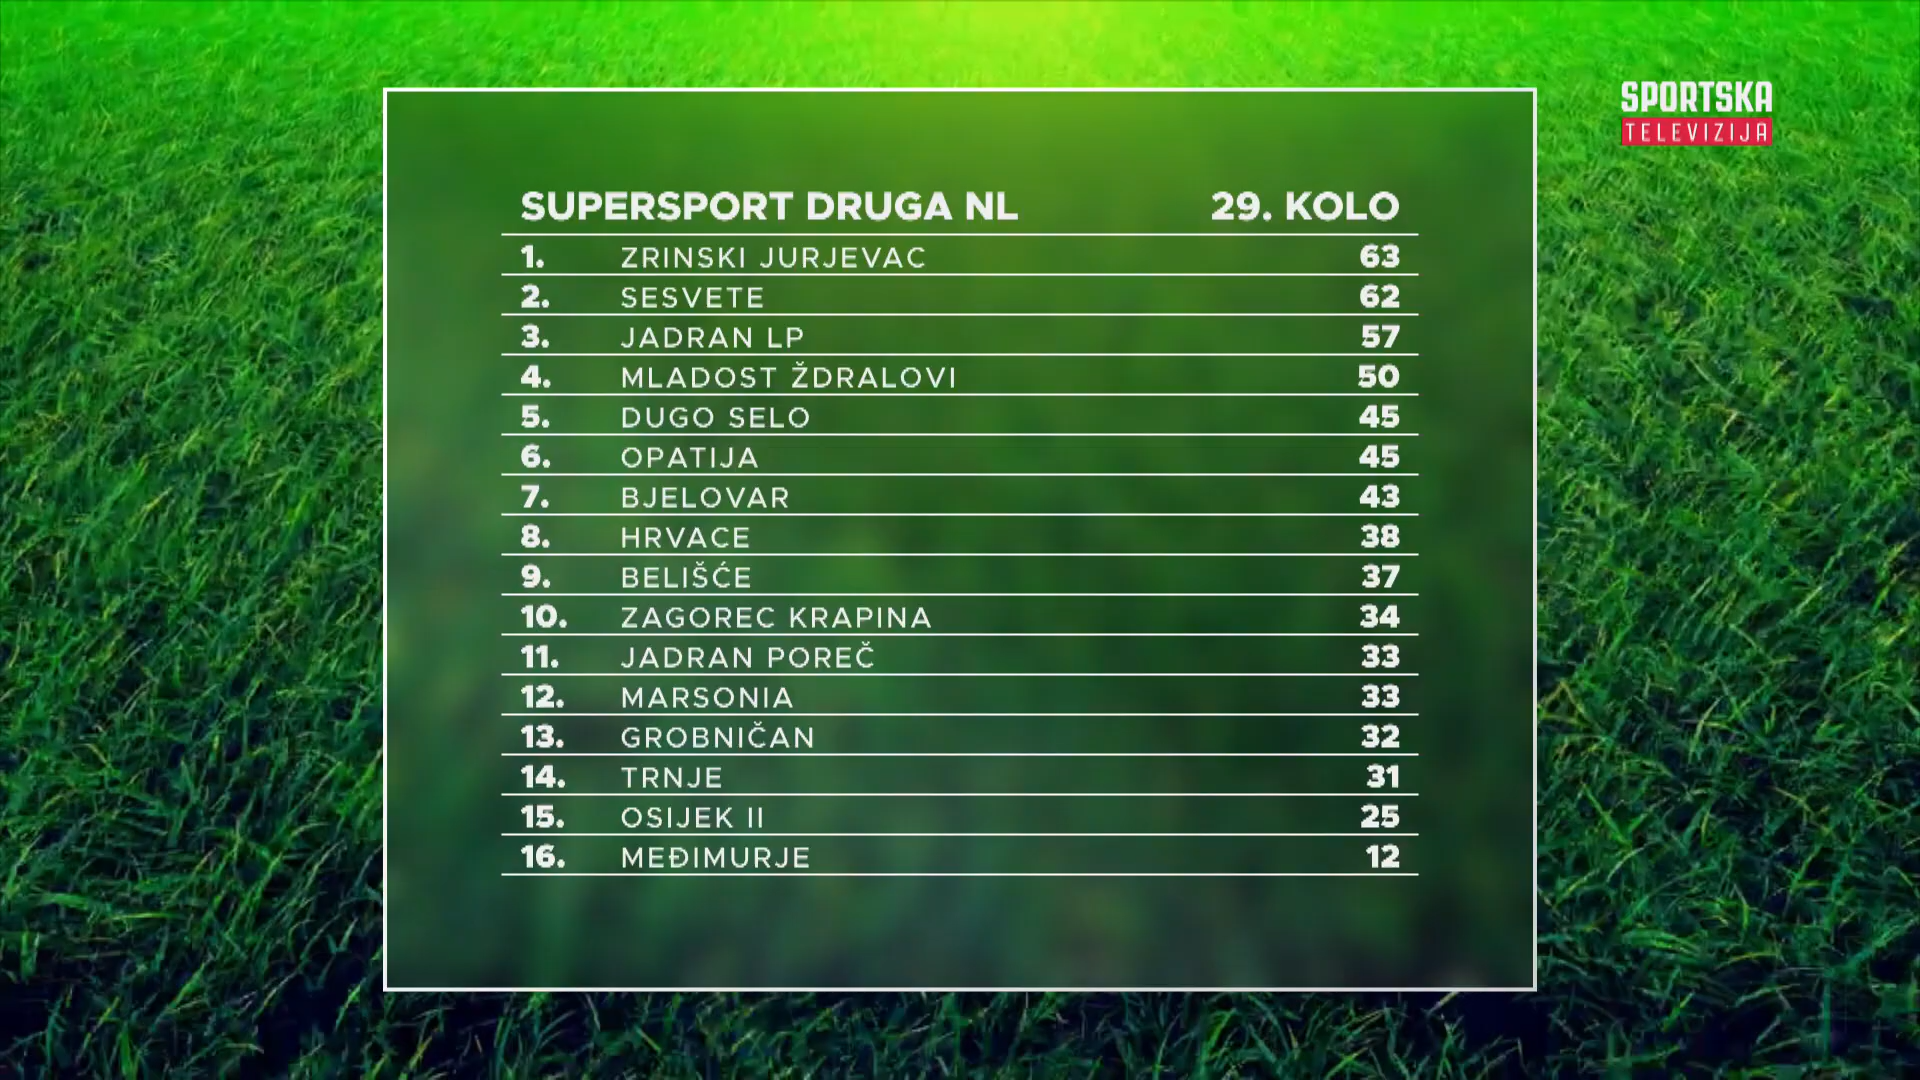 SPORTSKA
TELEVIZIJA
SUPERSPORT DRUGA NL 29. KOLO
1. ZRINSKI JURJEVAC 63
2. SESVETE 62
3. JADRAN LP 57
4. MLADOST ŽDRALOVI 50
5. DUGO SELO 45
6. OPATIJA 45
7. BJELOVAR 43
8. HRVACE 38
9. BELIŠĆE 37
10. ZAGOREC KRAPINA 34
11. JADRAN POREČ 33
12. MARSONIA 33
13. GROBNIČAN 32
14. TRNJE 31
15. OSIJEK II 25
16. MEĐIMURJE 12